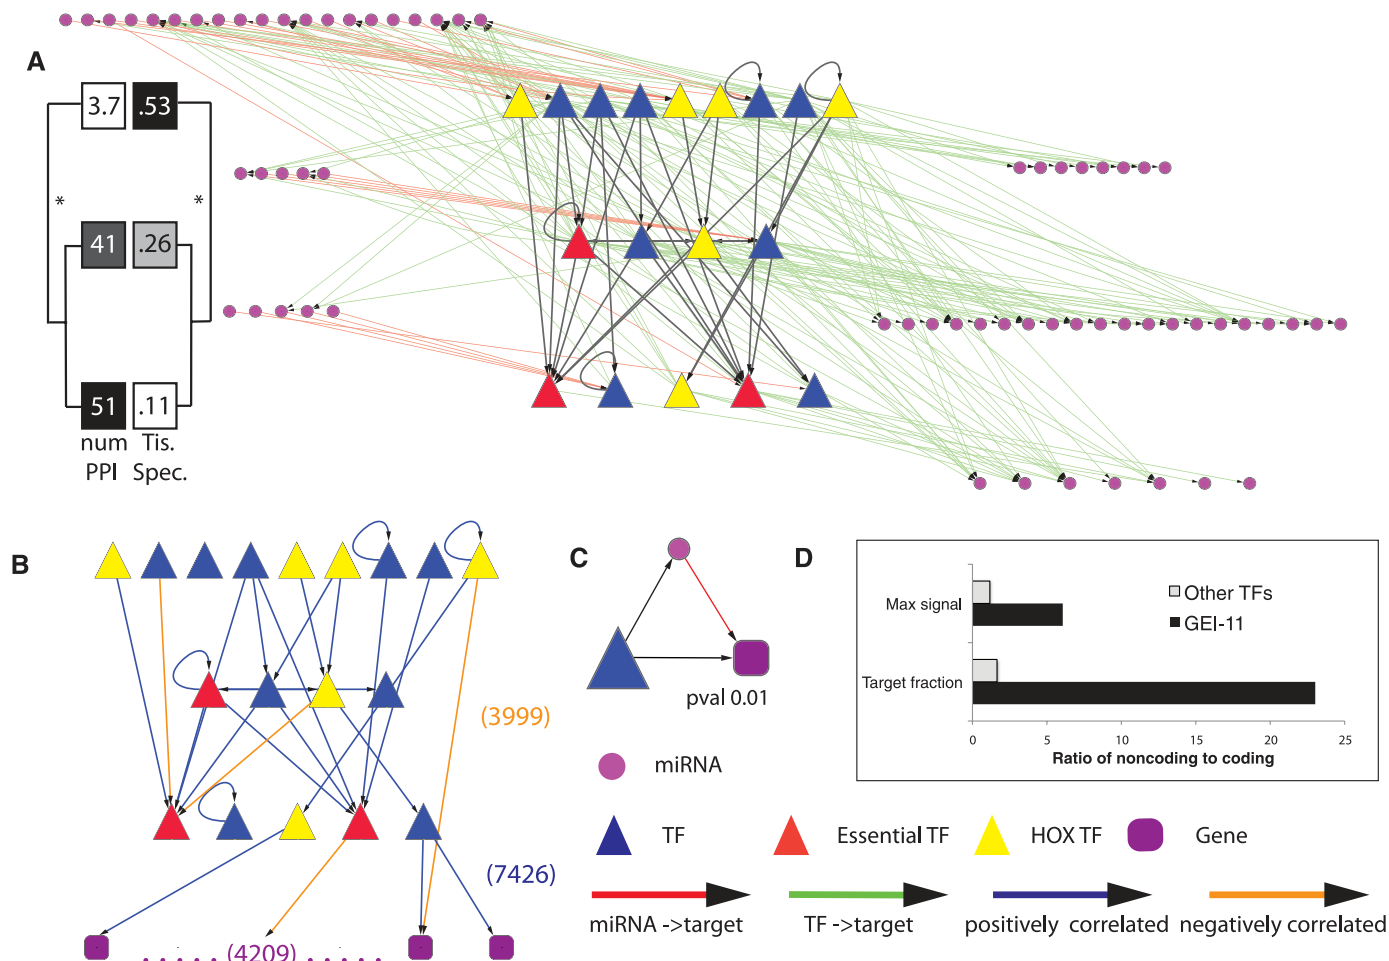 A
3.7 .53
* *
41 .26
51 .11
num Tis.
PPI Spec.
B
(3999)
(7426)
(4209)
C
pval 0.01
D
Max signal
Target fraction
Other TFs
GEI-11
0 5 10 15 20 25
Ratio of noncoding to coding
miRNA
TF Essential TF HOX TF Gene
miRNA ->target TF ->target positively correlated negatively correlated